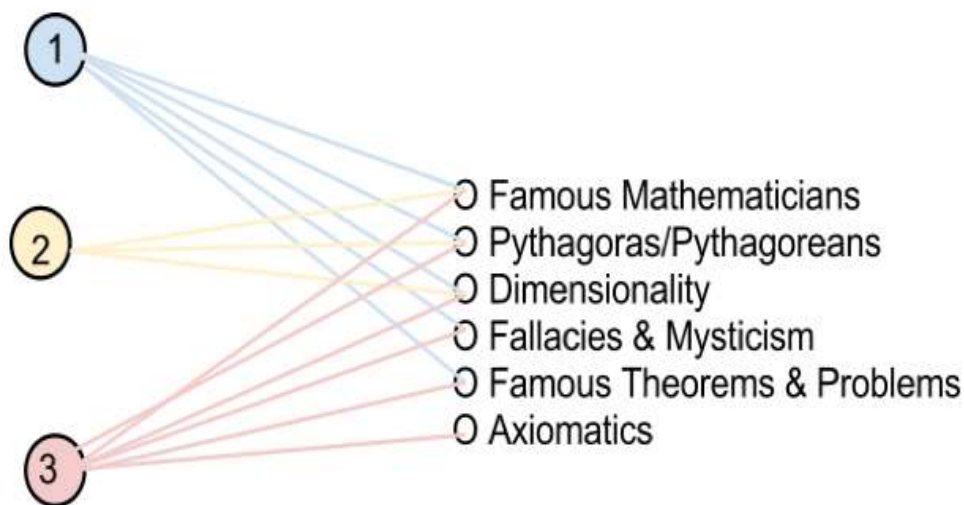 1
O Famous Mathematicians
2
O Pythagoras/Pythagoreans
O Dimensionality
O Fallacies & Mysticism
O Famous Theorems & Problems
O Axiomatics
3